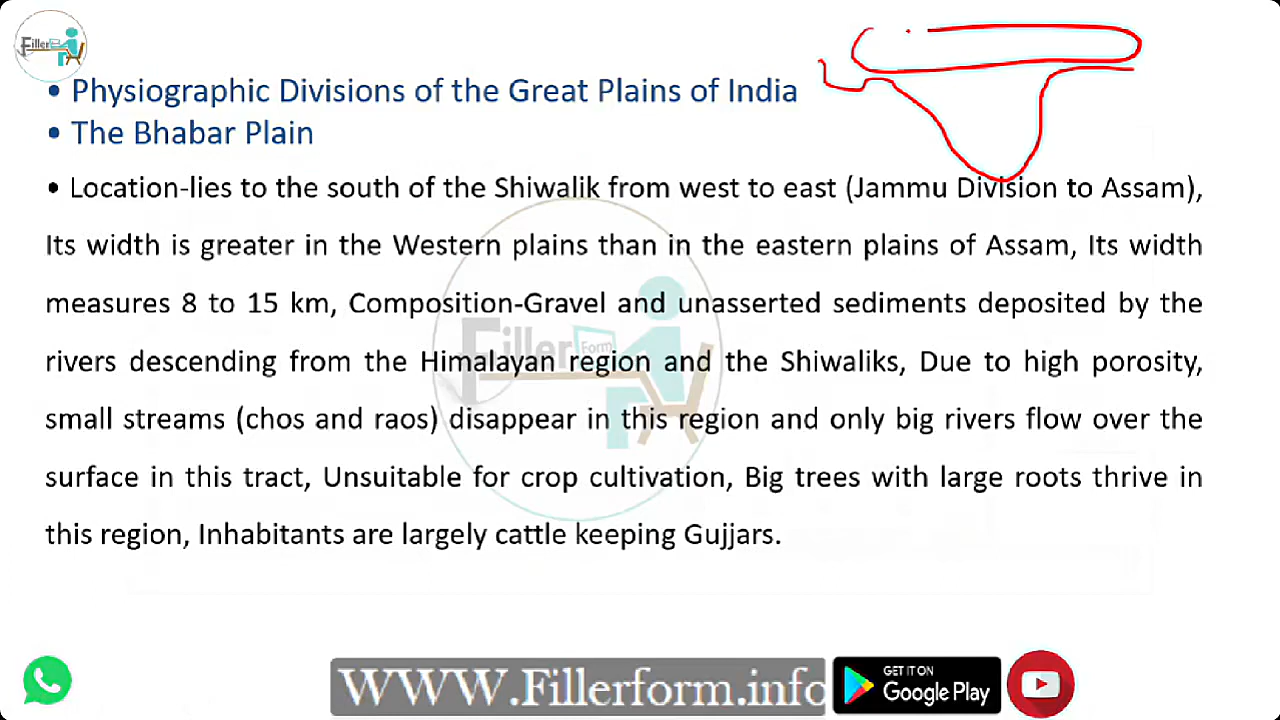 Filler
• Physiographic Divisions of the Great Plains of India
• The Bhabar Plain
• Location-lies to the south of the Shiwalik from west to east (Jammu Division to Assam),
Its width is greater in the Western plains than in the eastern plains of Assam, Its width
measures 8 to 15 km, Composition-Gravel and unasserted sediments deposited by the
rivers descending from the Himalayan region and the Shiwaliks, Due to high porosity,
small streams (chos and raos) disappear in this region and only big rivers flow over the
surface in this tract, Unsuitable for crop cultivation, Big trees with large roots thrive in
this region, Inhabitants are largely cattle keeping Gujjars.
Filler Form
WWW.Fillerform.info
GET IT ON
Google Play